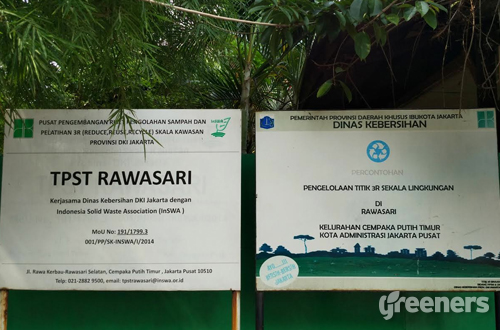 PUSAT PENGEMBANGAN PENGOLAHAN SAMPAH DAN
PELATIHAN 3R (REDUCE,REUSE,RECYCLE) SKALA KAWASAN
PROVINSI DKI JAKARTA
TPST RAWASARI
Kerjasama Dinas Kebersihan DKI Jakarta dengan
Indonesia Solid Waste Association (InSWA)
MoU No: 191/1799.3
001/PP/SK-INSWA/I/2014
Jl. Rawa Kerbau-Rawasari Selatan, Cempaka Putih Timur , Jakarta Pusat 10510
Telp: 021-2882 9500, email: tpstrawasari@inswa.or.id
PEMERINTAH PROVINSI DAERAH KHUSUS IBUKOTA JAKARTA
DINAS KEBERSIHAN
PERCONTOHAN
PENGELOLAAN TITIK 3R SEKALA LINGKUNGAN
DI
RAWASARI
KELURAHAN CEMPAKA PUTIH TIMUR
KOTA ADMINISTRASI JAKARTA PUSAT
greeners